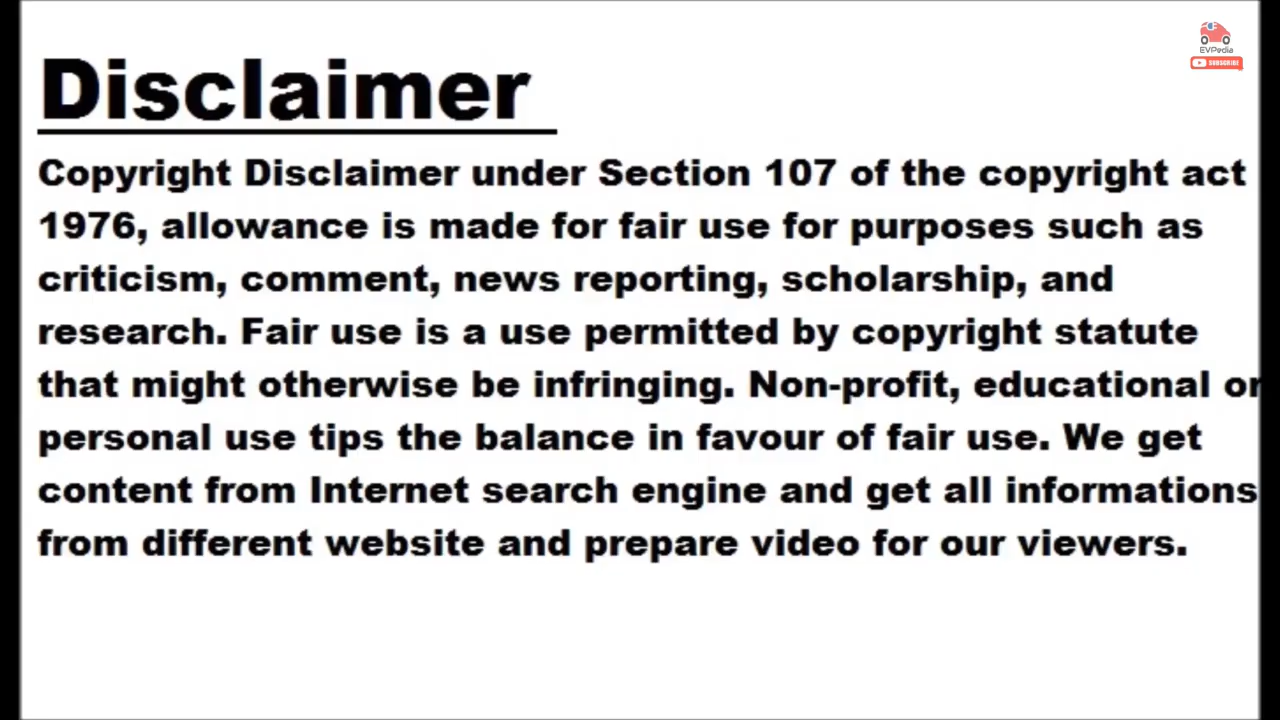 EVPedia
SUBSCRIBE
Disclaimer
Copyright Disclaimer under Section 107 of the copyright act
1976, allowance is made for fair use for purposes such as
criticism, comment, news reporting, scholarship, and
research. Fair use is a use permitted by copyright statute
that might otherwise be infringing. Non-profit, educational or
personal use tips the balance in favour of fair use. We get
content from Internet search engine and get all informations
from different website and prepare video for our viewers.